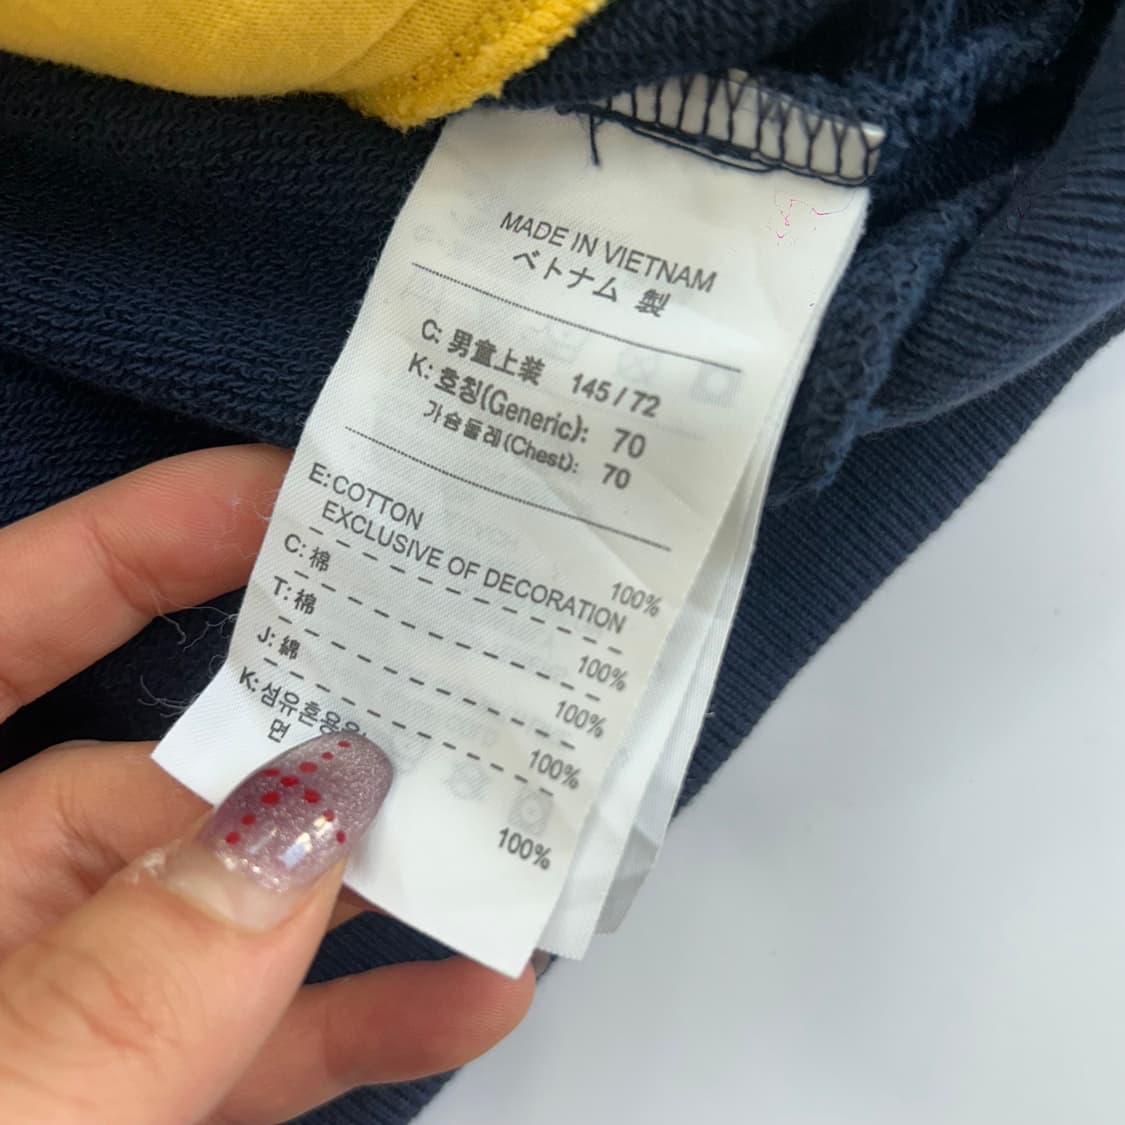 MADE IN VIETNAM
ベトナム 製
C: 男童上装 145 / 72
K: 호칭(Generic): 70
가슴둘레(Chest): 70
E: COTTON 100%
EXCLUSIVE OF DECORATION
C: 棉 100%
T: 棉 100%
J: 綿 100%
K: 섬유혼용
면 100%